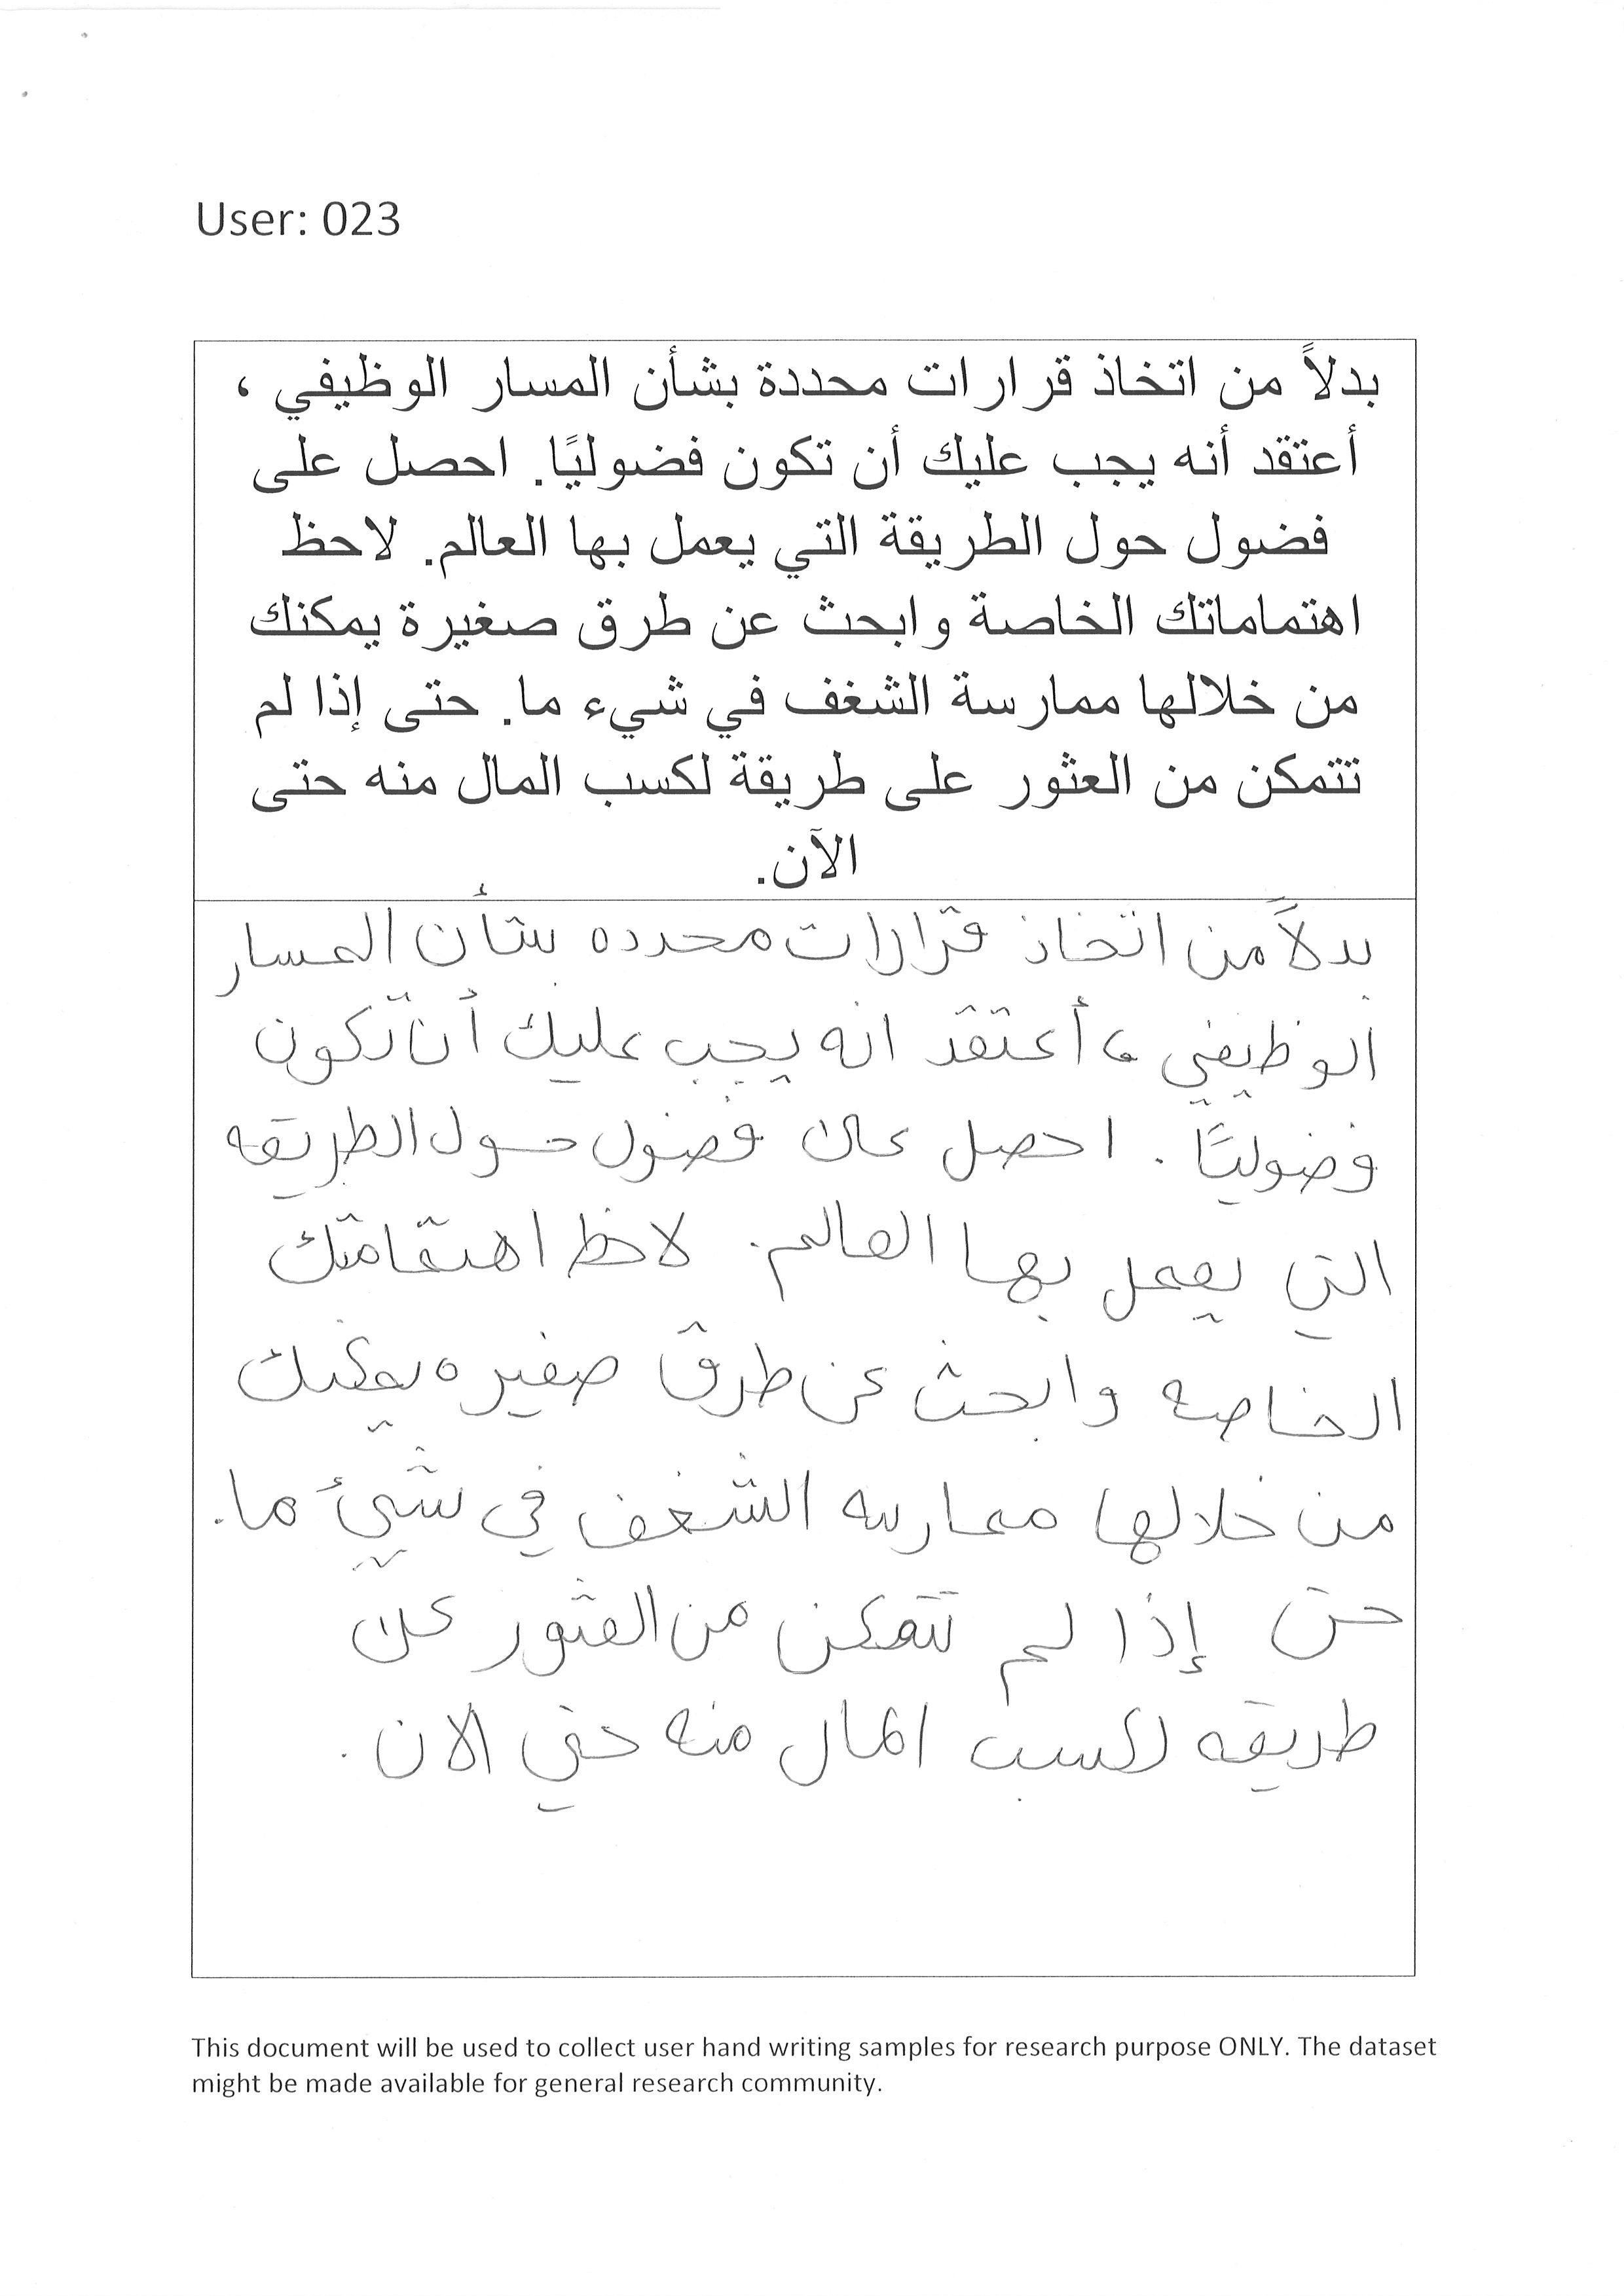 User: 023
بدلاً من اتخاذ قرارات محددة بشأن المسار الوظيفي ،
أعتقد أنه يجب عليك أن تكون فضوليًا. احصل على
فضول حول الطريقة التي يعمل بها العالم. لاحظ
اهتماماتك الخاصة وابحث عن طرق صغيرة يمكنك
من خلالها ممارسة الشغف في شيء ما. حتى إذا لم
تتمكن من العثور على طريقة لكسب المال منه حتى
الآن.
بدلاً من اتخاذ قرارات محدده بشأن المسار
الوظيفي ، أعتقد انه يجب عليك أن تكون
فضوليًا . احصل على فضول حول الطريقه
التي يعمل بها العالم. لاحظ اهتمامتك
الخاصه وابحث عن طرق صغيره يمكنك
من خلالها ممارسه الشغف في شيئ ما.
حتى إذا لم تتمكن من العثور على
طريقه لكسب المال منه حتي الان .
This document will be used to collect user hand writing samples for research purpose ONLY. The dataset
might be made available for general research community.